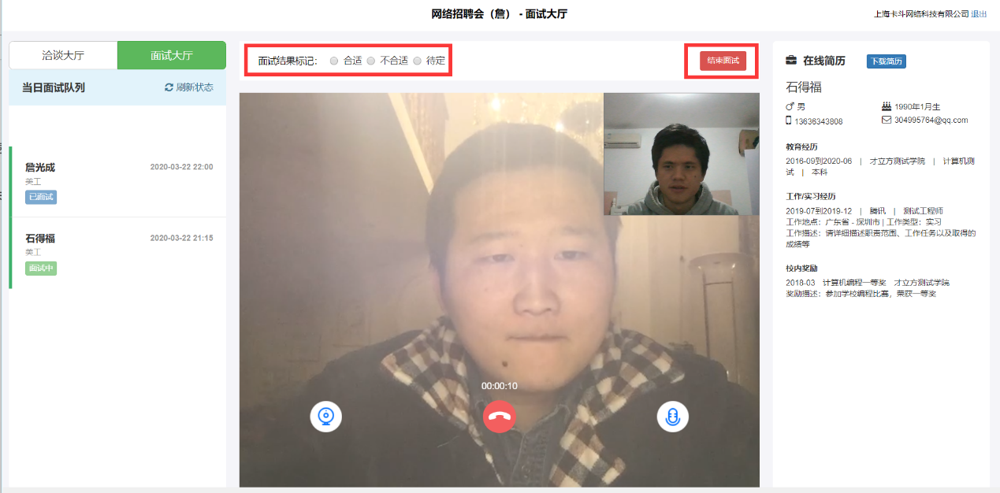 网络招聘会（詹） - 面试大厅
上海卡斗网络科技有限公司 退出
洽谈大厅
面试大厅
当日面试队列
刷新状态
詹光成
2020-03-22 22:00
美工
已面试
石得福
2020-03-22 21:15
美工
面试中
面试结果标记：
合适
不合适
待定
结束面试
00:00:10
在线简历
下载简历
石得福
男
1990年1月生
13636343808
304995764@qq.com
教育经历
2016-09到2020-06 | 才立方测试学院 | 计算机测
试 | 本科
工作/实习经历
2019-07到2019-12 | 腾讯 | 测试工程师
工作地点：广东省 - 深圳市 | 工作类型：实习
工作描述：请详细描述职责范围、工作任务以及取得的
成绩等
校内奖励
2018-03 计算机编程一等奖 才立方测试学院
奖励描述：参加学校编程比赛，荣获一等奖